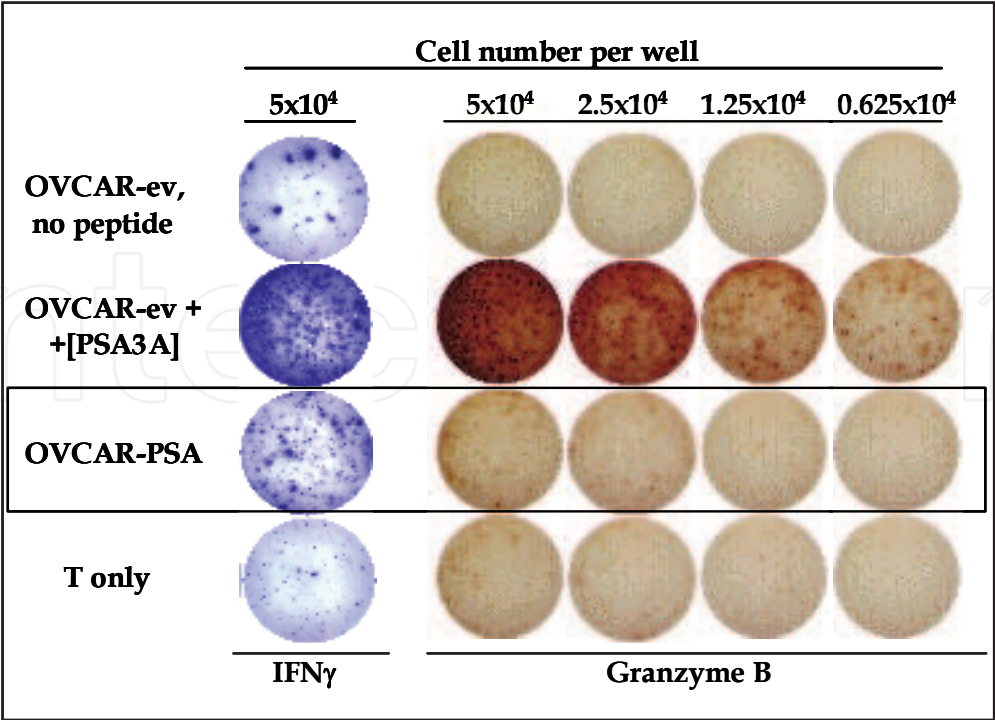 Cell number per well
5x10⁴ 5x10⁴ 2.5x10⁴ 1.25x10⁴ 0.625x10⁴
OVCAR-ev,
no peptide
OVCAR-ev +
+[PSA3A]
OVCAR-PSA
T only
IFNγ Granzyme B